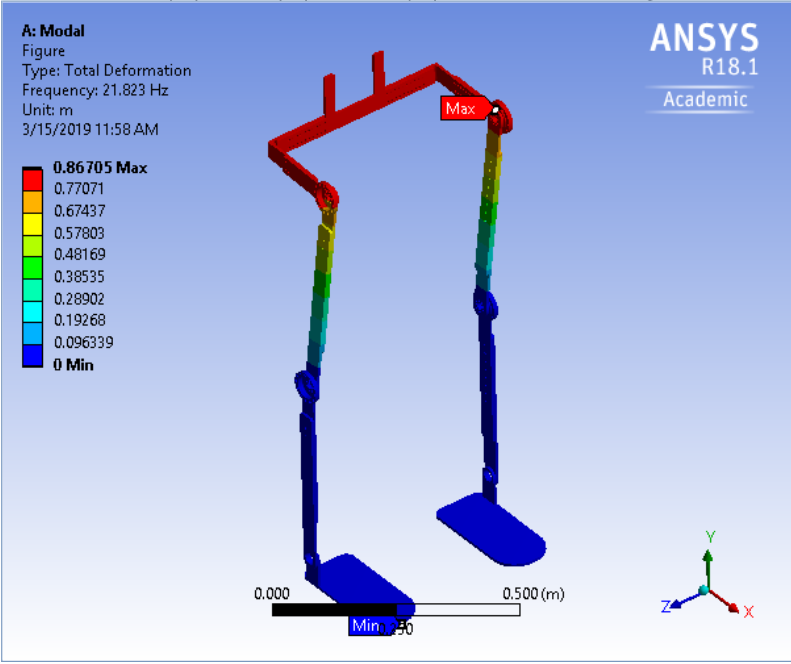 A: Modal
Figure
Type: Total Deformation
Frequency: 21.823 Hz
Unit: m
3/15/2019 11:58 AM
ANSYS
R18.1
Academic
0.86705 Max
0.77071
0.67437
0.57803
0.48169
0.38535
0.28902
0.19268
0.096339
0 Min
Max
0.000
0.500 (m)
Min
Y
Z
X